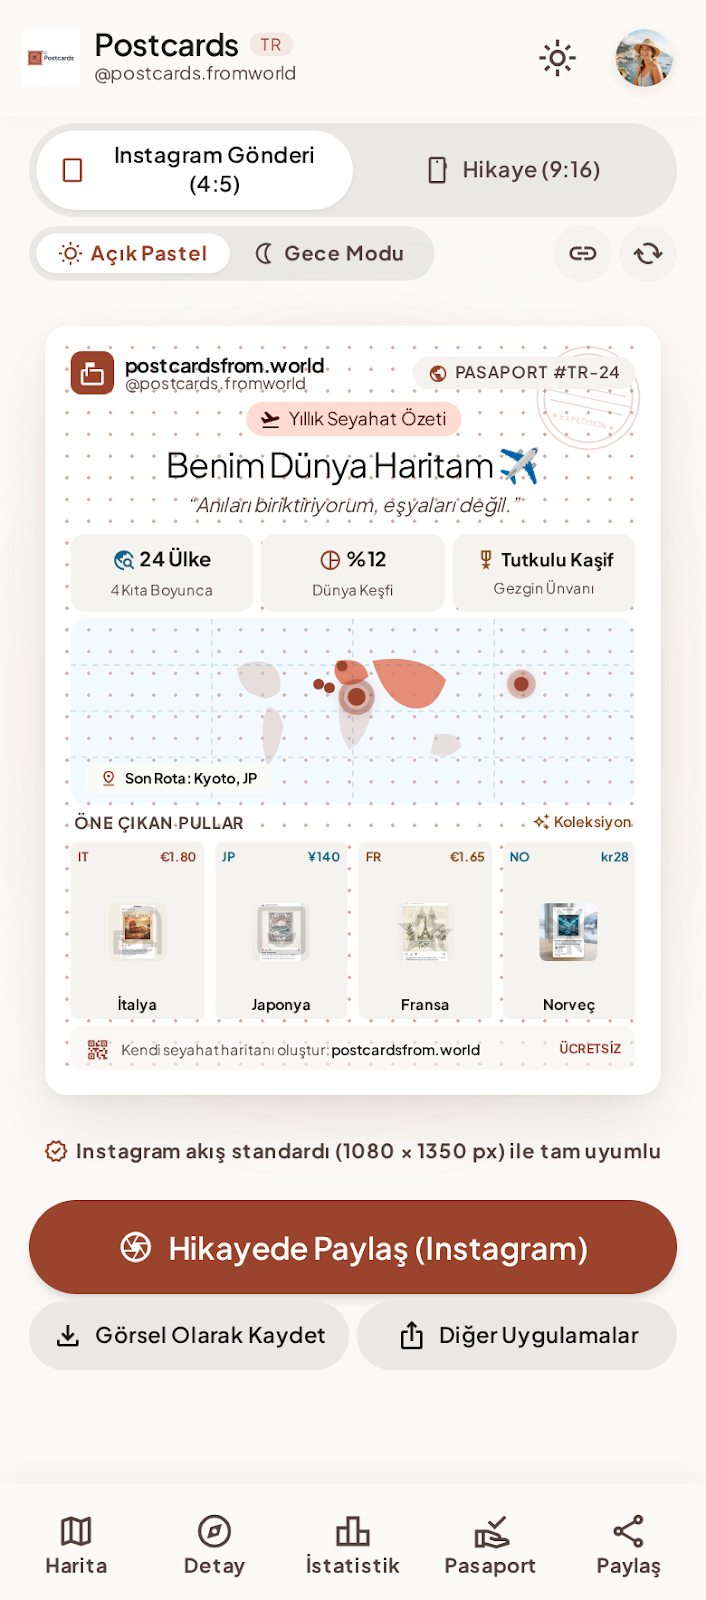 Postcards
Postcards TR
@postcards.fromworld
Instagram Gönderi
(4:5)
Hikaye (9:16)
Açık Pastel
Gece Modu
postcardsfrom.world
@postcards.fromworld
PASAPORT #TR-24
EXPEDITION
Yıllık Seyahat Özeti
Benim Dünya Haritam ✈️
“Anıları biriktiriyorum, eşyaları değil.”
24 Ülke
4 Kıta Boyunca
%12
Dünya Keşfi
Tutkulu Kaşif
Gezgin Ünvanı
Son Rota: Kyoto, JP
ÖNE ÇIKAN PULLAR
Koleksiyon
IT €1.80
İtalya
JP ¥140
Japonya
FR €1.65
Fransa
NO kr28
Norveç
Kendi seyahat haritanı oluştur: postcardsfrom.world
ÜCRETSİZ
Instagram akış standardı (1080 × 1350 px) ile tam uyumlu
Hikayede Paylaş (Instagram)
Görsel Olarak Kaydet
Diğer Uygulamalar
Harita
Detay
İstatistik
Pasaport
Paylaş